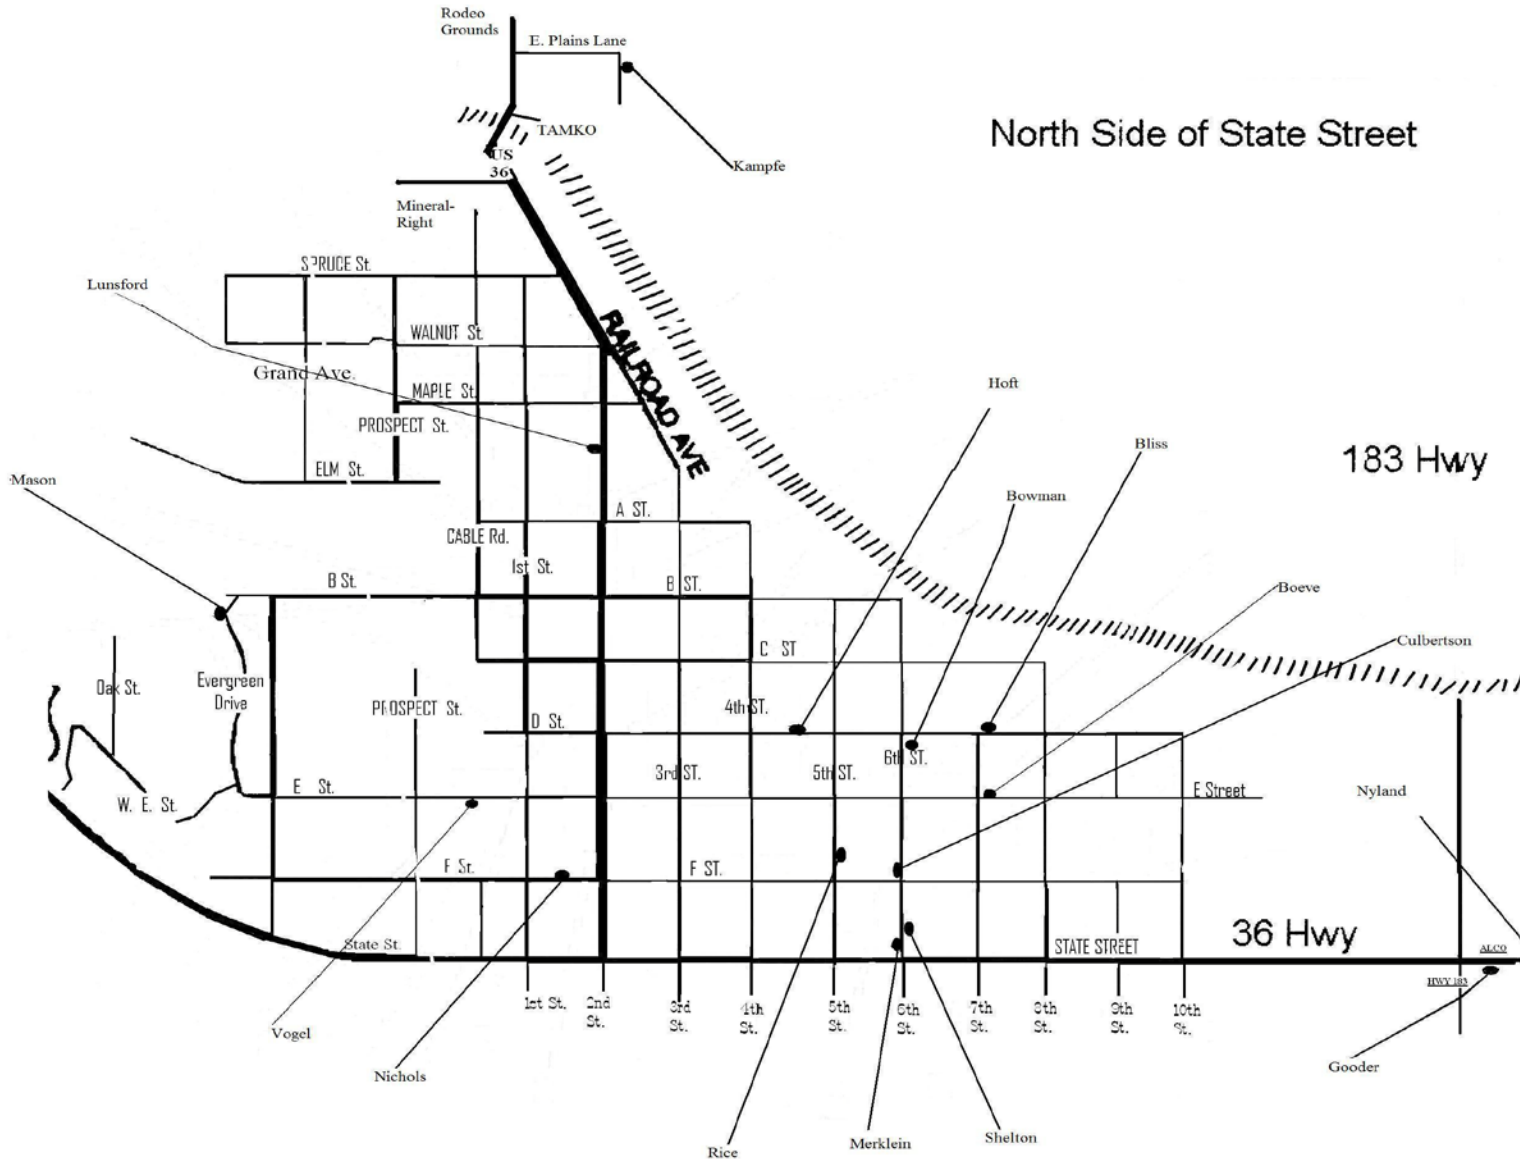 Rodeo
Grounds
E. Plains Lane
TAMKO
North Side of State Street
US
36
Kampfe
Mineral-
Right
SPRUCE St.
Lunsford
WALNUT St.
RAILROAD AVE
Grand Ave.
Hoft
MAPLE St.
PROSPECT St.
Bliss
183 Hwy
ELM St.
Mason
Bowman
A ST.
CABLE Rd.
1st St.
B St.
B ST.
Boeve
Culbertson
C ST
Oak St.
Evergreen
Drive
PROSPECT St.
4th ST.
D St.
6th ST.
3rd ST.
5th ST.
E St.
E Street
Nyland
W. E. St.
F St.
F ST.
State St.
STATE STREET
36 Hwy
ALCO
HWY 183
1st St.
2nd
St.
3rd
St.
4th
St.
5th
St.
6th
St.
7th
St.
8th
St.
9th
St.
10th
St.
Vogel
Nichols
Gooder
Rice
Merklein
Shelton